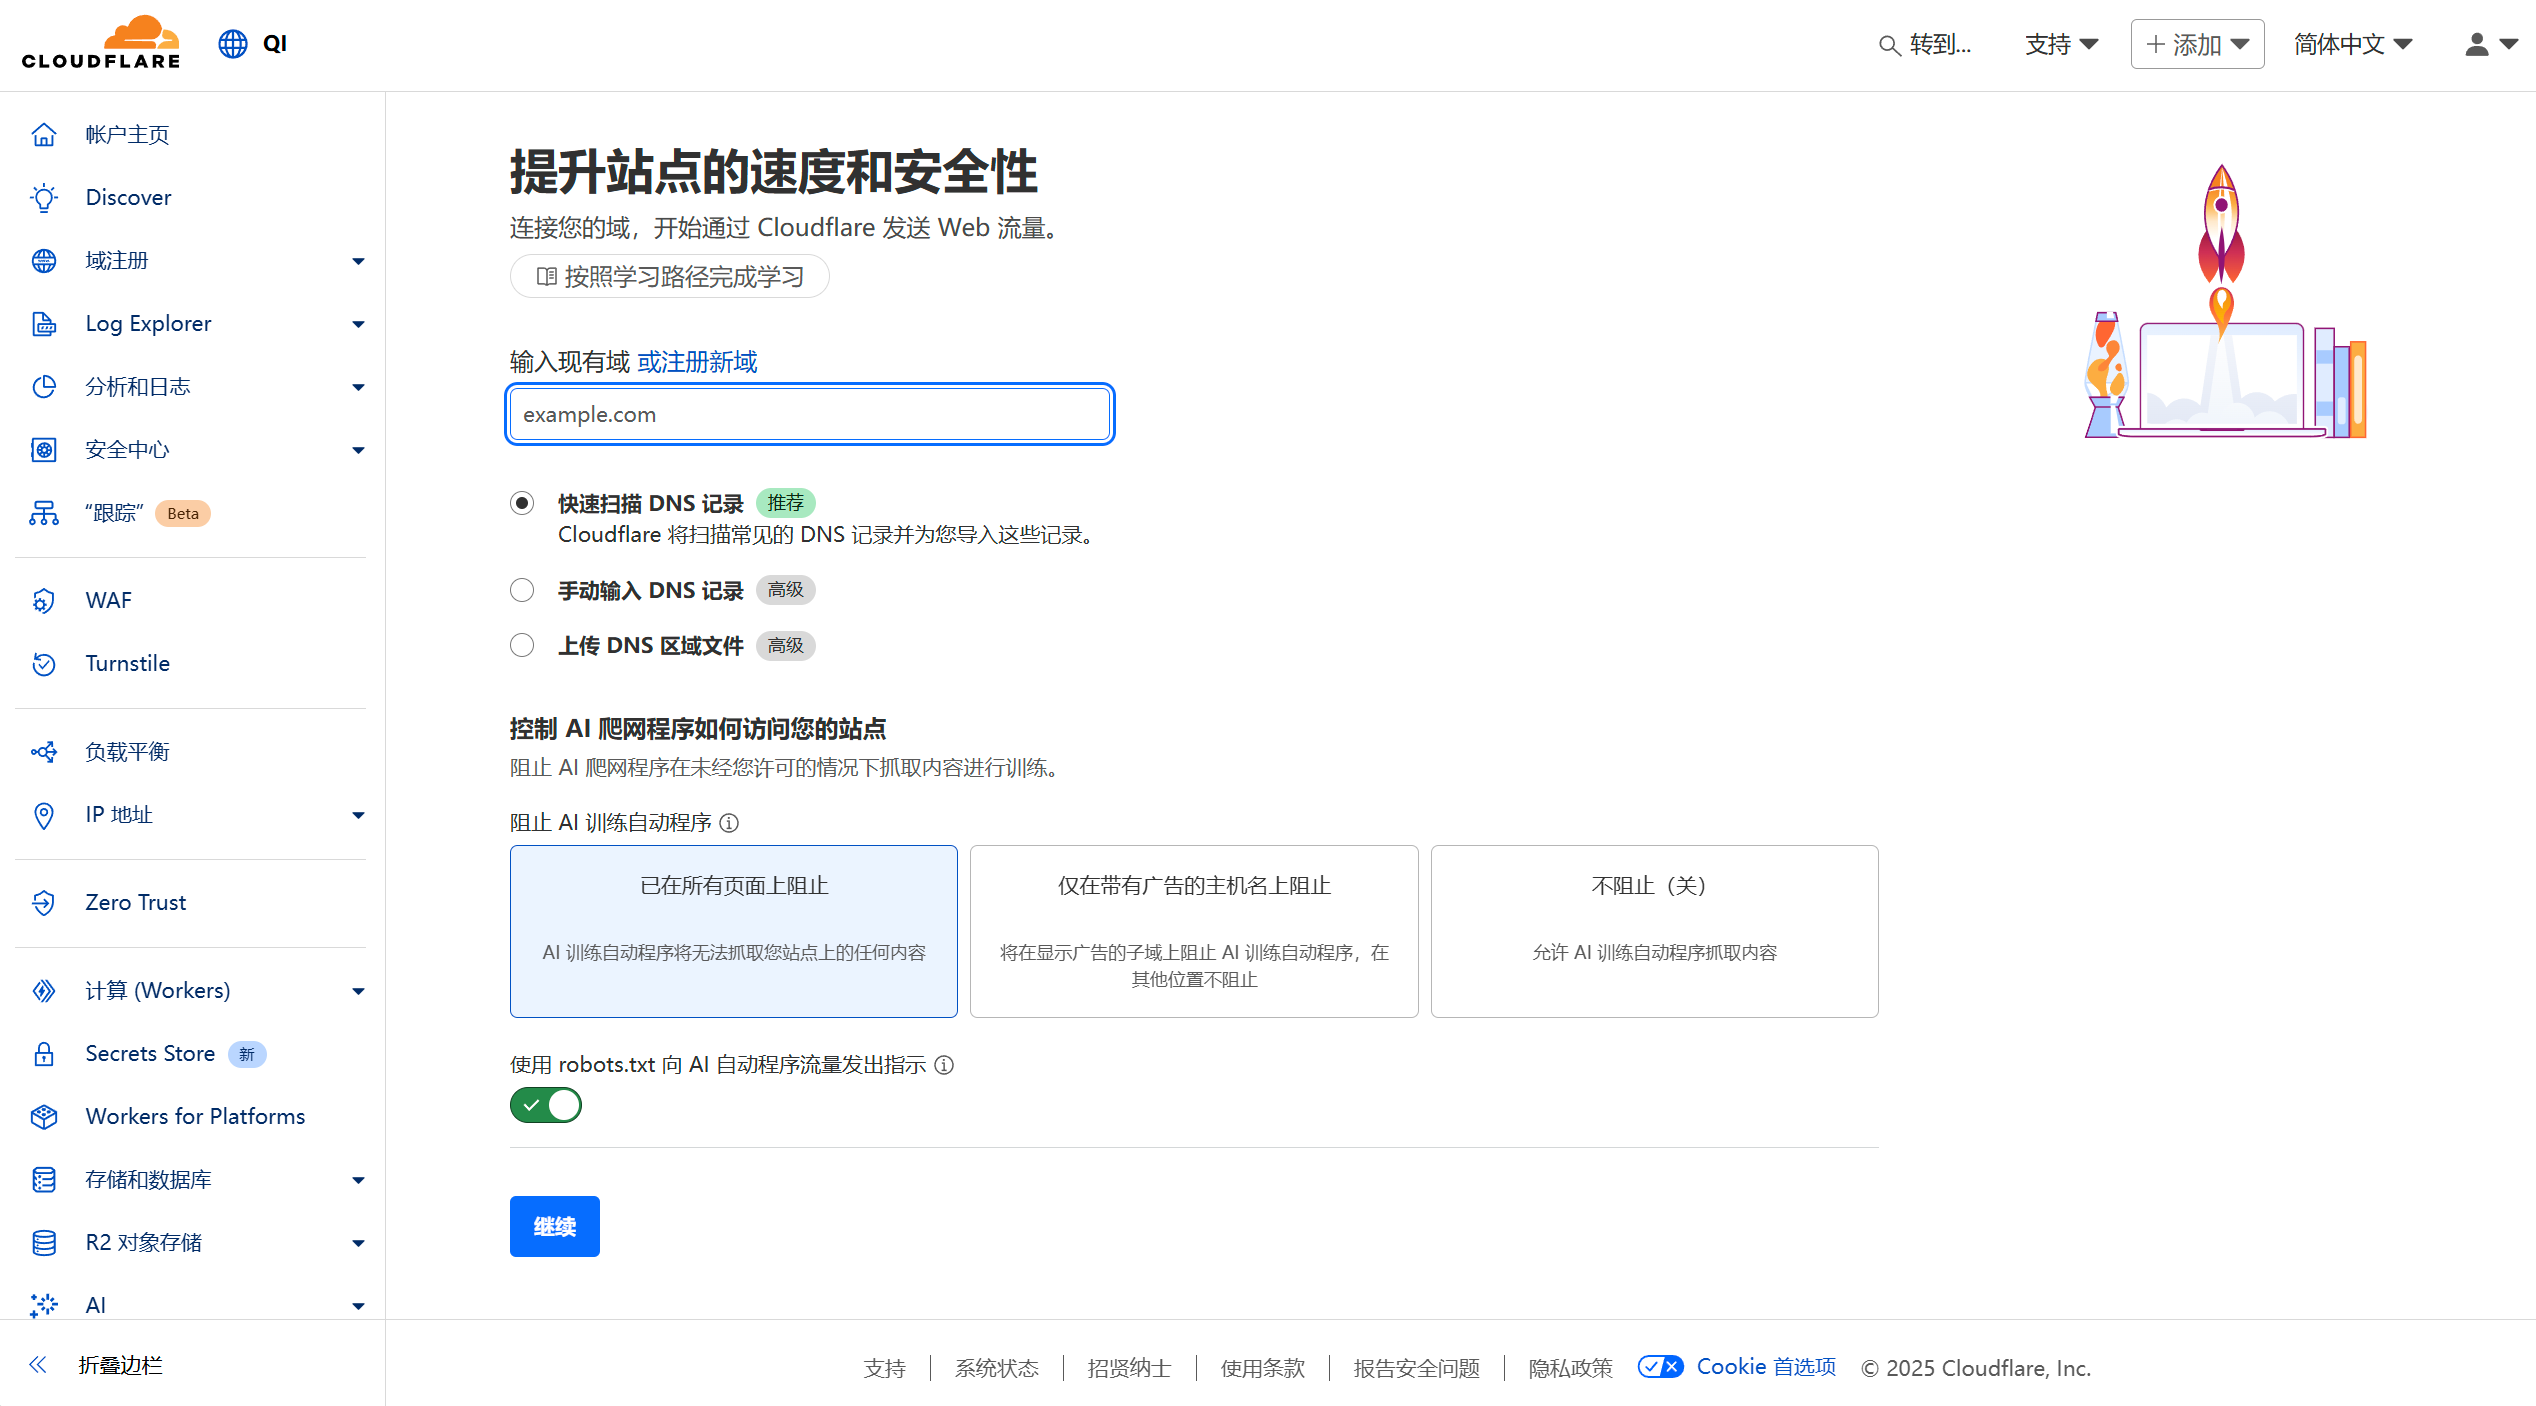 CLOUDFLARE
QI
转到...
支持
添加
简体中文
帐户主页
Discover
域注册
Log Explorer
分析和日志
安全中心
“跟踪” Beta
WAF
Turnstile
负载平衡
IP 地址
Zero Trust
计算 (Workers)
Secrets Store 新
Workers for Platforms
存储和数据库
R2 对象存储
AI
折叠边栏
提升站点的速度和安全性
连接您的域，开始通过 Cloudflare 发送 Web 流量。
按照学习路径完成学习
输入现有域 或注册新域
example.com
快速扫描 DNS 记录 推荐
Cloudflare 将扫描常见的 DNS 记录并为您导入这些记录。
手动输入 DNS 记录 高级
上传 DNS 区域文件 高级
控制 AI 爬网程序如何访问您的站点
阻止 AI 爬网程序在未经您许可的情况下抓取内容进行训练。
阻止 AI 训练自动程序
已在所有页面上阻止
AI 训练自动程序将无法抓取您站点上的任何内容
仅在带有广告的主机名上阻止
将在显示广告的子域上阻止 AI 训练自动程序，在
其他位置不阻止
不阻止（关）
允许 AI 训练自动程序抓取内容
使用 robots.txt 向 AI 自动程序流量发出指示
继续
支持
系统状态
招贤纳士
使用条款
报告安全问题
隐私政策
Cookie 首选项
© 2025 Cloudflare, Inc.